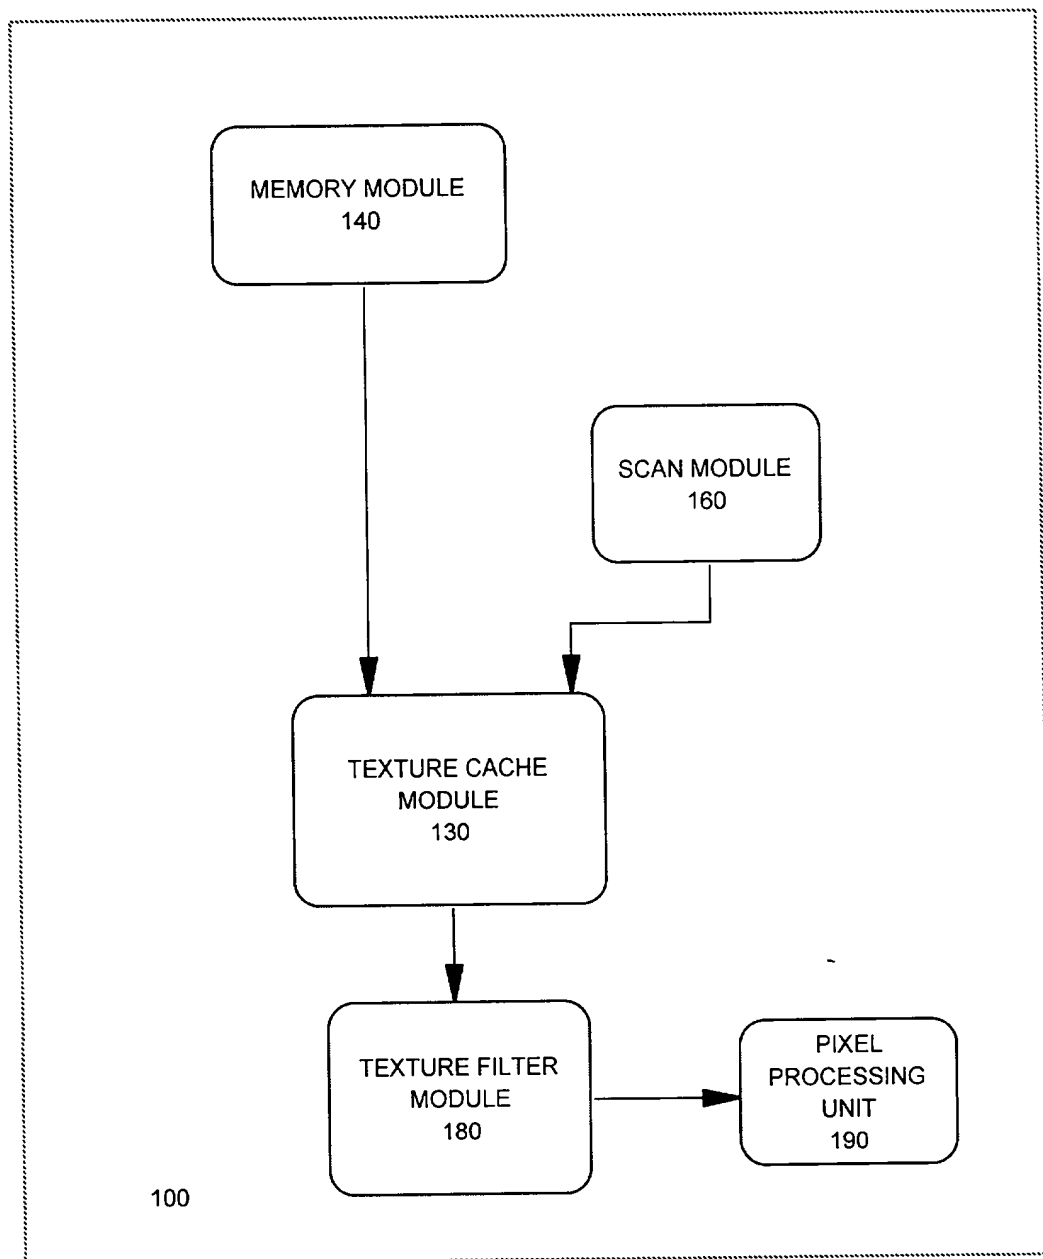 MEMORY MODULE
140
SCAN MODULE
160
TEXTURE CACHE
MODULE
130
TEXTURE FILTER
MODULE
180
PIXEL
PROCESSING
UNIT
190
100